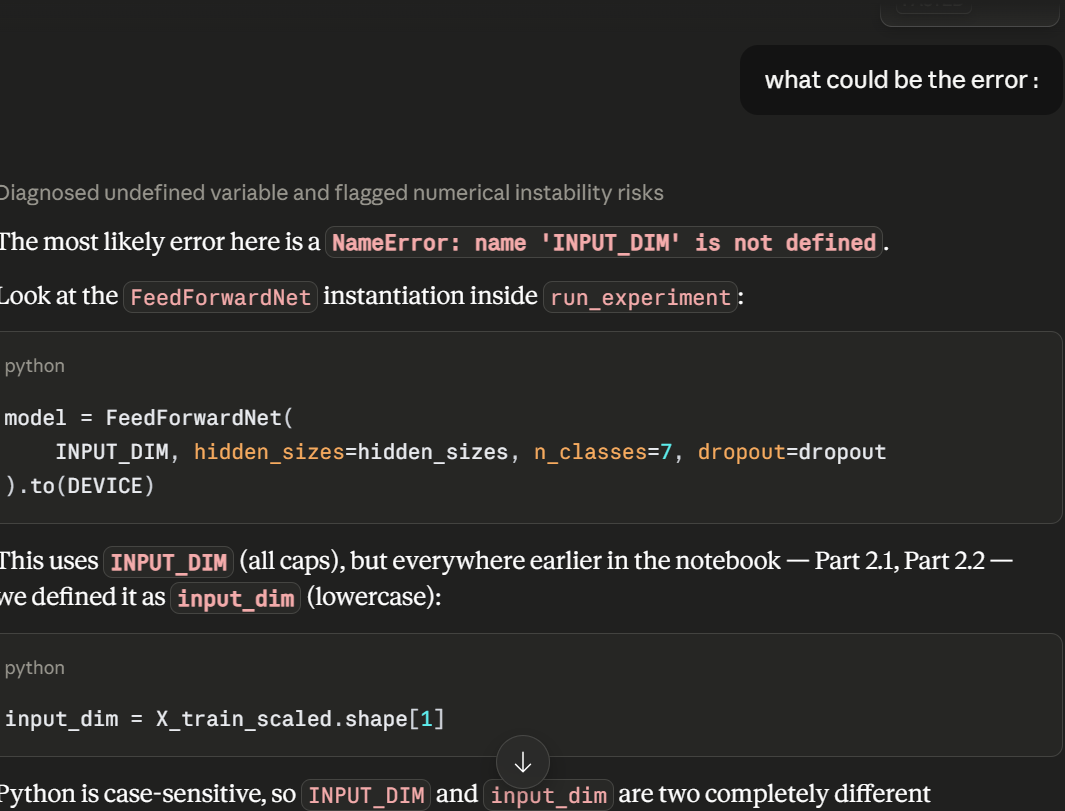 what could be the error :
Diagnosed undefined variable and flagged numerical instability risks
The most likely error here is a NameError: name 'INPUT_DIM' is not defined.
Look at the FeedForwardNet instantiation inside run_experiment:
python
model = FeedForwardNet(
    INPUT_DIM, hidden_sizes=hidden_sizes, n_classes=7, dropout=dropout
).to(DEVICE)
This uses INPUT_DIM (all caps), but everywhere earlier in the notebook — Part 2.1, Part 2.2 —
we defined it as input_dim (lowercase):
python
input_dim = X_train_scaled.shape[1]
Python is case-sensitive, so INPUT_DIM and input_dim are two completely different